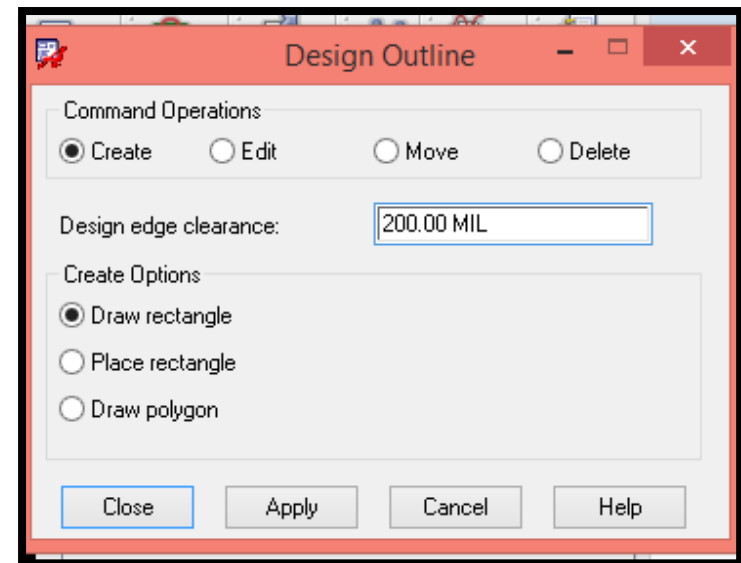 Design Outline
Command Operations
Create Edit Move Delete
Design edge clearance: 200.00 MIL
Create Options
Draw rectangle
Place rectangle
Draw polygon
Close Apply Cancel Help